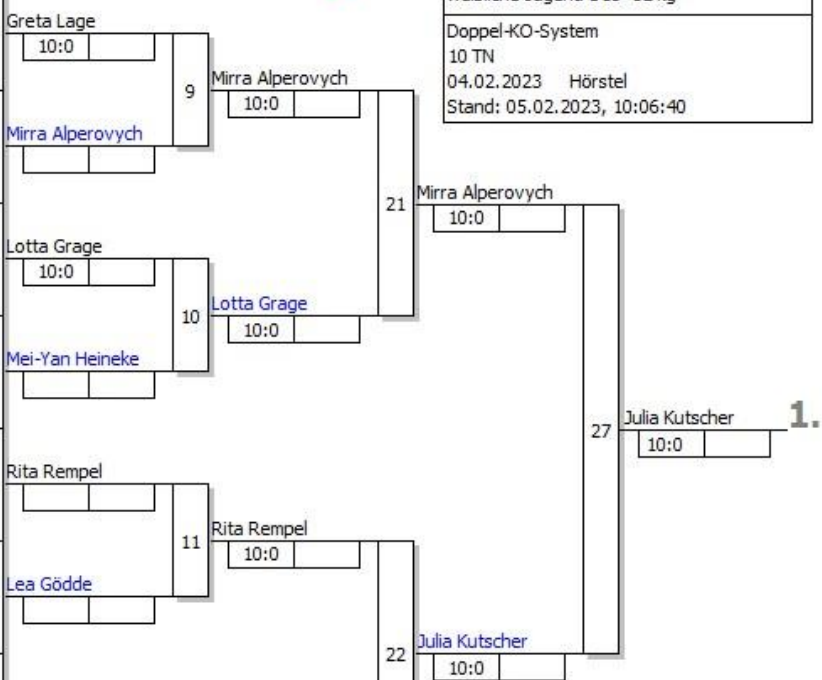 Greta Lage
10:0
9
Mirra Alperovych
Mirra Alperovych
10:0
Doppel-KO-System
10 TN
04.02.2023 Hörstel
Stand: 05.02.2023, 10:06:40
21
Mirra Alperovych
10:0
Lotta Grage
10:0
10
Mei-Yan Heineke
Lotta Grage
10:0
27
Julia Kutscher
10:0
1.
Rita Rempel
11
Lea Gödde
Rita Rempel
10:0
22
Julia Kutscher
10:0